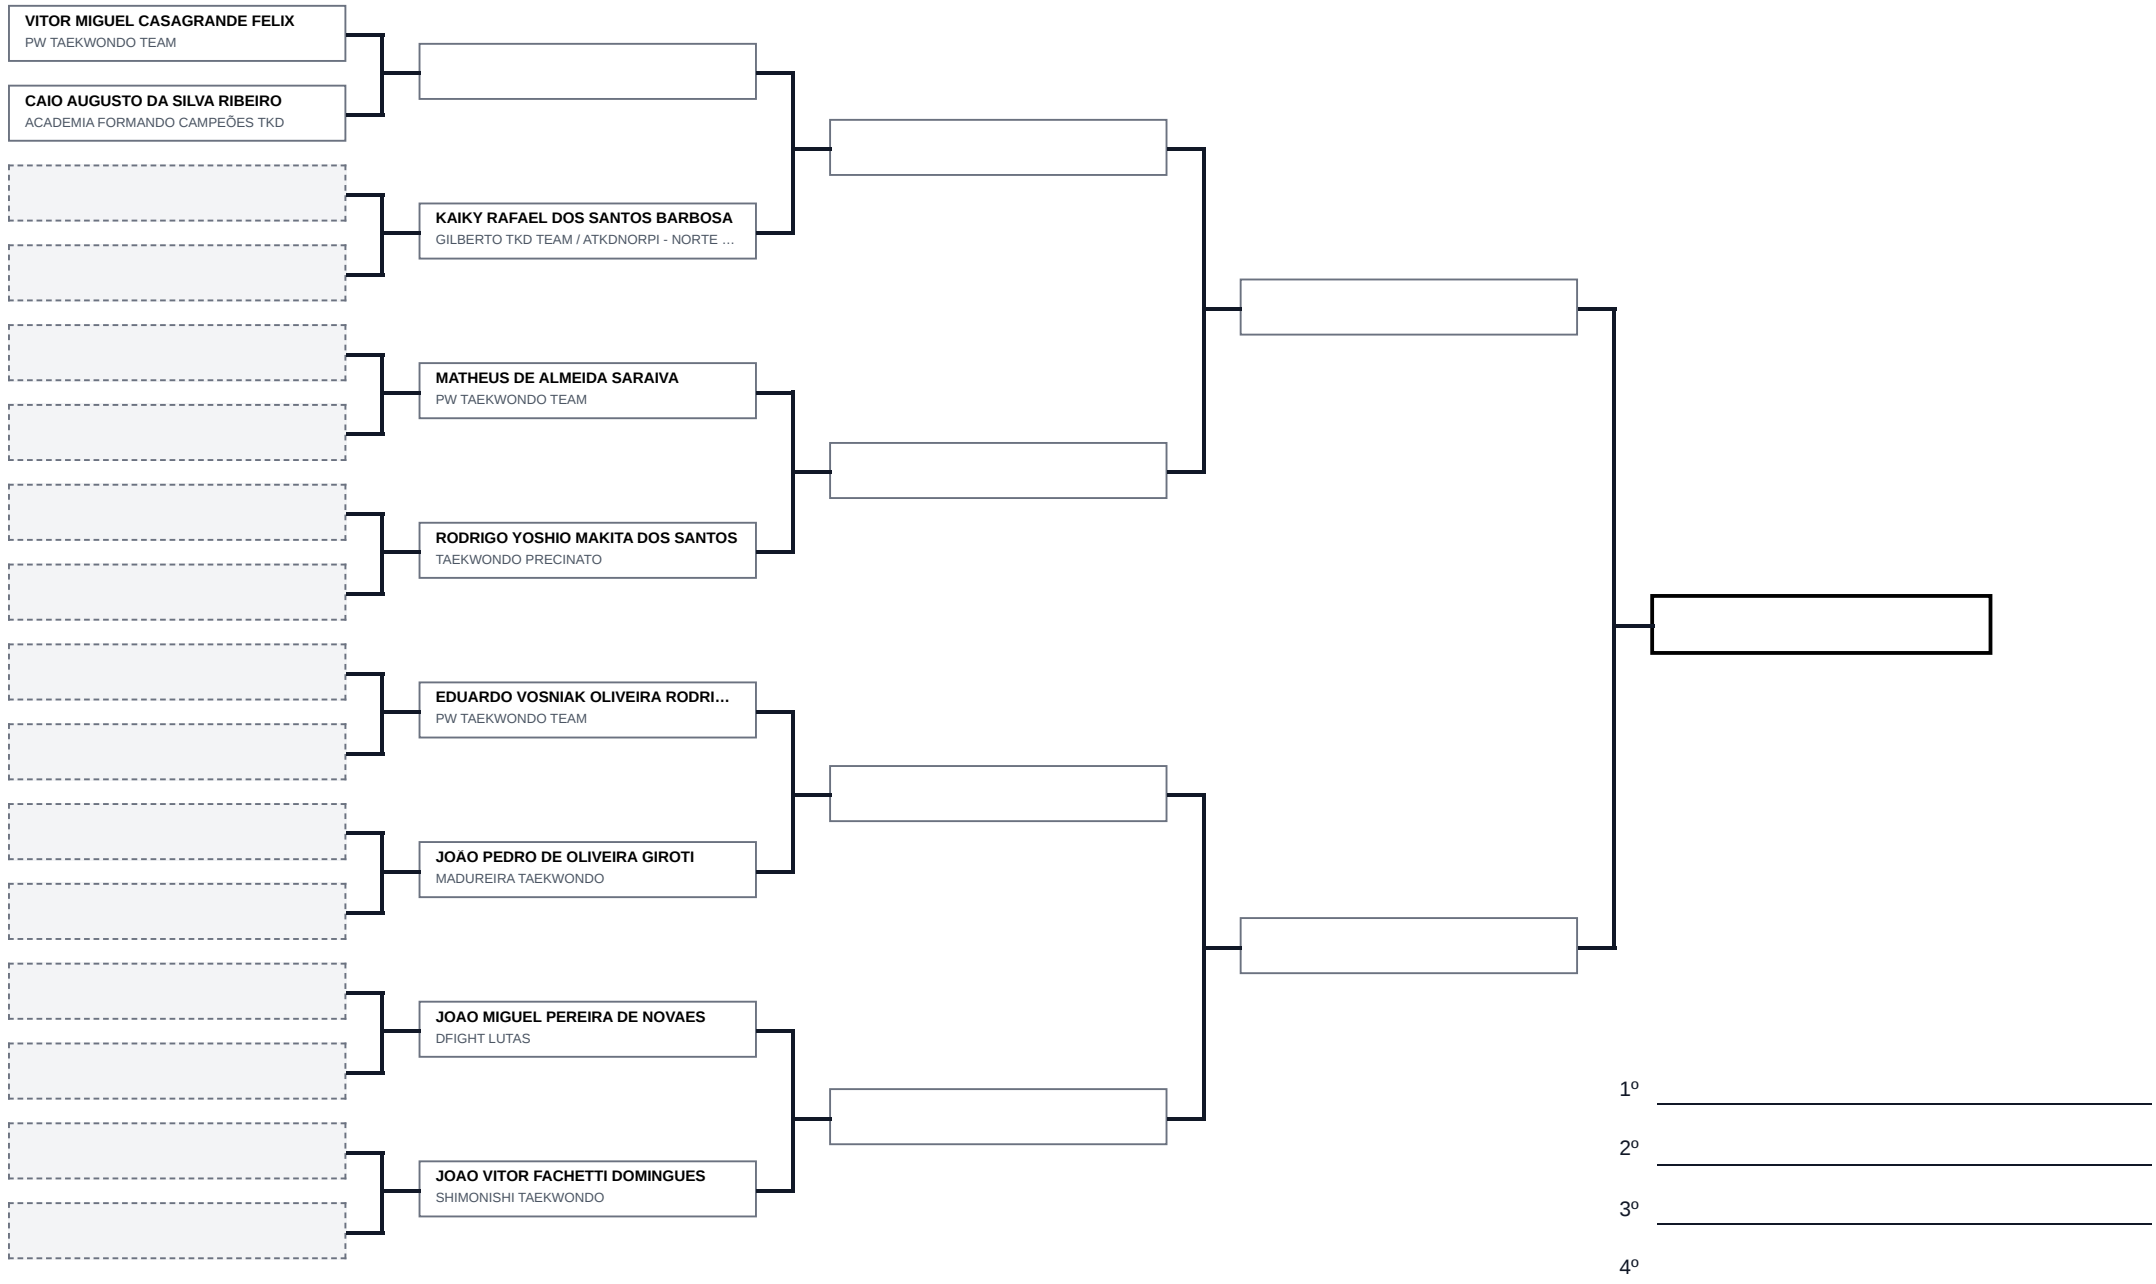 VITOR MIGUEL CASAGRANDE FELIX
PW TAEKWONDO TEAM
CAIO AUGUSTO DA SILVA RIBEIRO
ACADEMIA FORMANDO CAMPEÕES TKD
KAIKY RAFAEL DOS SANTOS BARBOSA
GILBERTO TKD TEAM / ATKDNORPI - NORTE ...
MATHEUS DE ALMEIDA SARAIVA
PW TAEKWONDO TEAM
RODRIGO YOSHIO MAKITA DOS SANTOS
TAEKWONDO PRECINATO
EDUARDO VOSNIAK OLIVEIRA RODRI...
PW TAEKWONDO TEAM
JOÃO PEDRO DE OLIVEIRA GIROTI
MADUREIRA TAEKWONDO
JOAO MIGUEL PEREIRA DE NOVAES
DFIGHT LUTAS
JOAO VITOR FACHETTI DOMINGUES
SHIMONISHI TAEKWONDO
1º
2º
3º
4º